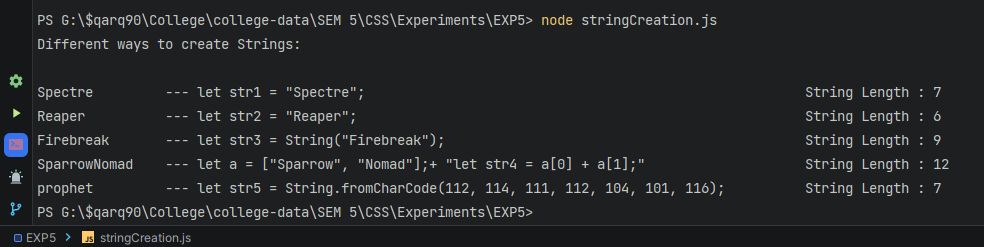 PS G:\$qarq90\College\college-data\SEM 5\CSS\Experiments\EXP5> node stringCreation.js
Different ways to create Strings:
Spectre --- let str1 = "Spectre"; String Length : 7
Reaper --- let str2 = "Reaper"; String Length : 6
Firebreak --- let str3 = String("Firebreak"); String Length : 9
SparrowNomad --- let a = ["Sparrow", "Nomad"];+ "let str4 = a[0] + a[1];" String Length : 12
prophet --- let str5 = String.fromCharCode(112, 114, 111, 112, 104, 101, 116); String Length : 7
PS G:\$qarq90\College\college-data\SEM 5\CSS\Experiments\EXP5>
EXP5 > JS stringCreation.js